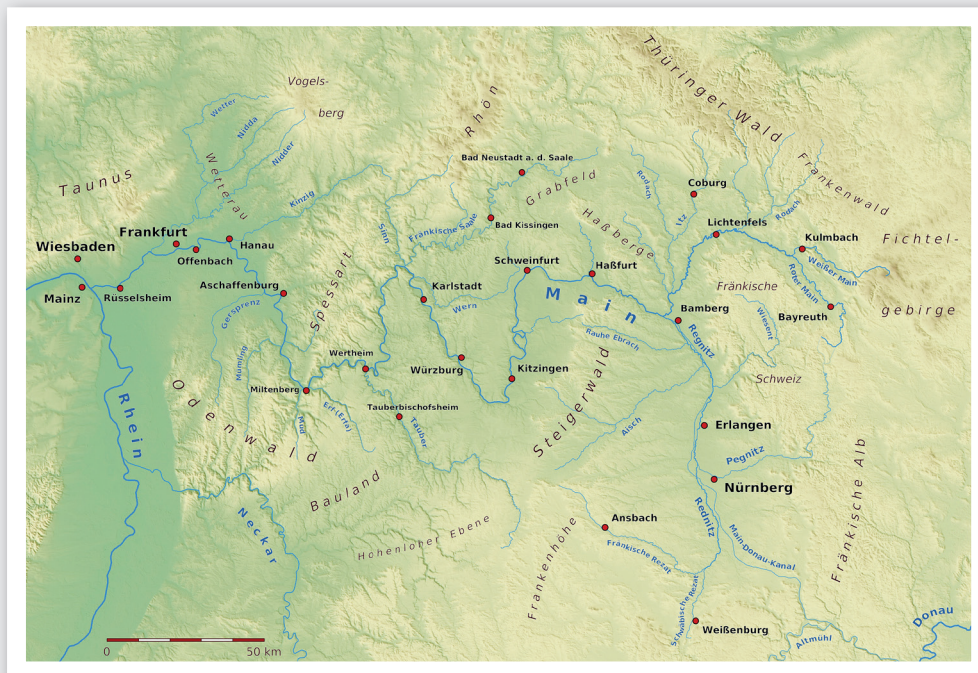 Thüringer Wald
Vogels-
berg
Rhön
Wetter
Nidda
Nidder
Wetterau
Taunus
Kinzig
Bad Neustadt a. d. Saale
Grabfeld
Rodach
Coburg
Frankenwald
Itz
Rodach
Haßberge
Fränkische Saale
Bad Kissingen
Sinn
Lichtenfels
Kulmbach
Fichtel-
gebirge
Weißer Main
Roter Main
Bayreuth
Frankfurt
Wiesbaden
Offenbach
Hanau
Mainz
Rüsselsheim
Aschaffenburg
Gersprenz
Spessart
Schweinfurt
Haßfurt
Karlstadt
Wern
Main
Fränkische
Schweiz
Wiesent
Bamberg
Regnitz
Rauhe Ebrach
Mümling
Wertheim
Würzburg
Kitzingen
Miltenberg
Tauberbischofsheim
Steigerwald
Odenwald
Mud
Erf (Erfa)
Tauber
Aisch
Erlangen
Rhein
Pegnitz
Nürnberg
Bauland
Neckar
Hohenloher Ebene
Frankenhöhe
Ansbach
Fränkische Rezat
Rednitz
Main-Donau-Kanal
Fränkische Alb
Schwäbische Rezat
Weißenburg
Altmühl
Donau
0 50 km